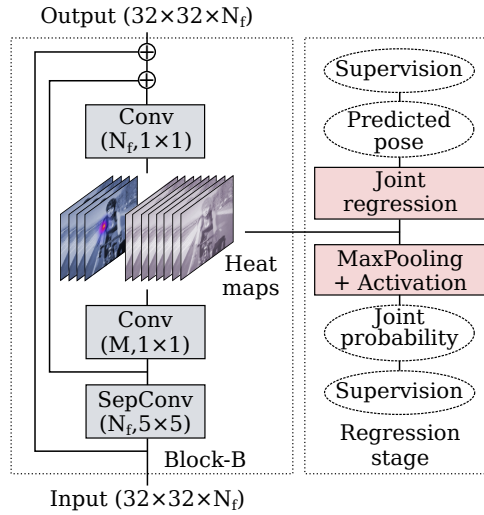 Output (32×32×N_f)
Conv
(N_f,1×1)
Heat
maps
Conv
(M,1×1)
SepConv
(N_f,5×5)
Block-B
Input (32×32×N_f)
Supervision
Predicted
pose
Joint
regression
MaxPooling
+ Activation
Joint
probability
Supervision
Regression
stage